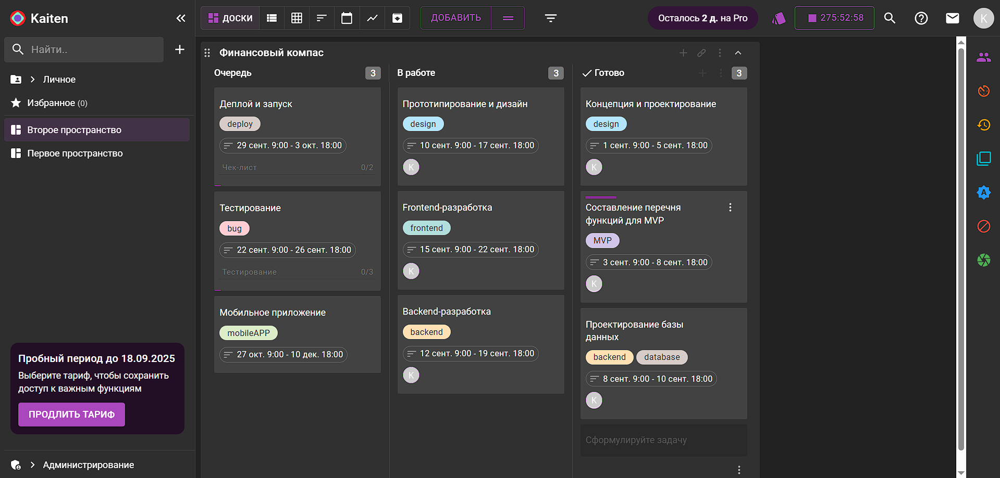 Kaiten
ДОСКИ
ДОБАВИТЬ
Осталось 2 д. на Pro
275:52:58
K
Найти..
Личное
Избранное (0)
Второе пространство
Первое пространство
Пробный период до 18.09.2025
Выберите тариф, чтобы сохранить
доступ к важным функциям
ПРОДЛИТЬ ТАРИФ
Администрирование
Финансовый компас
Очередь
3
Деплой и запуск
deploy
29 сент. 9:00 - 3 окт. 18:00
Чек-лист 0/2
Тестирование
bug
22 сент. 9:00 - 26 сент. 18:00
Тестирование 0/3
Мобильное приложение
mobileAPP
27 окт. 9:00 - 10 дек. 18:00
В работе
3
Прототипирование и дизайн
design
10 сент. 9:00 - 17 сент. 18:00
K
Frontend-разработка
frontend
15 сент. 9:00 - 22 сент. 18:00
K
Backend-разработка
backend
12 сент. 9:00 - 19 сент. 18:00
K
Готово
3
Концепция и проектирование
design
1 сент. 9:00 - 5 сент. 18:00
K
Составление перечня
функций для MVP
MVP
3 сент. 9:00 - 8 сент. 18:00
K
Проектирование базы
данных
backend database
8 сент. 9:00 - 10 сент. 18:00
K
Сформулируйте задачу
A